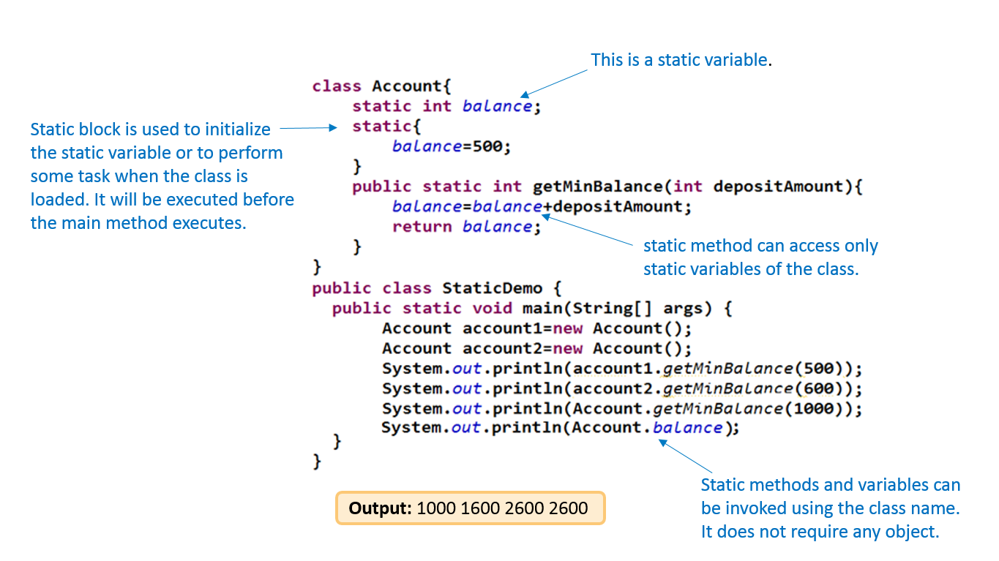 This is a static variable.
class Account{
static int balance;
Static block is used to initialize
the static variable or to perform
some task when the class is
loaded. It will be executed before
the main method executes.
static{
balance=500;
}
public static int getMinBalance(int depositAmount){
balance=balance+depositAmount;
return balance;
}
static method can access only
static variables of the class.
}
public class StaticDemo {
public static void main(String[] args) {
Account account1=new Account();
Account account2=new Account();
System.out.println(account1.getMinBalance(500));
System.out.println(account2.getMinBalance(600));
System.out.println(Account.getMinBalance(1000));
System.out.println(Account.balance);
}
}
Static methods and variables can
be invoked using the class name.
It does not require any object.
Output: 1000 1600 2600 2600